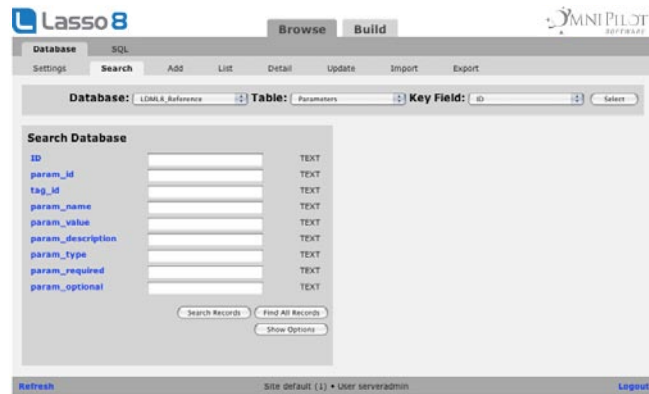 Lasso 8
Browse Build
OMNIPILOT
SOFTWARE
Database SQL
Settings Search Add List Detail Update Import Export
Database: LDMLR_Reference Table: Parameters Key Field: ID Select
Search Database
ID TEXT
param_id TEXT
tag_id TEXT
param_name TEXT
param_value TEXT
param_description TEXT
param_type TEXT
param_required TEXT
param_optional TEXT
Search Records Find All Records
Show Options
Refresh Site default (1) • User serveradmin Logout